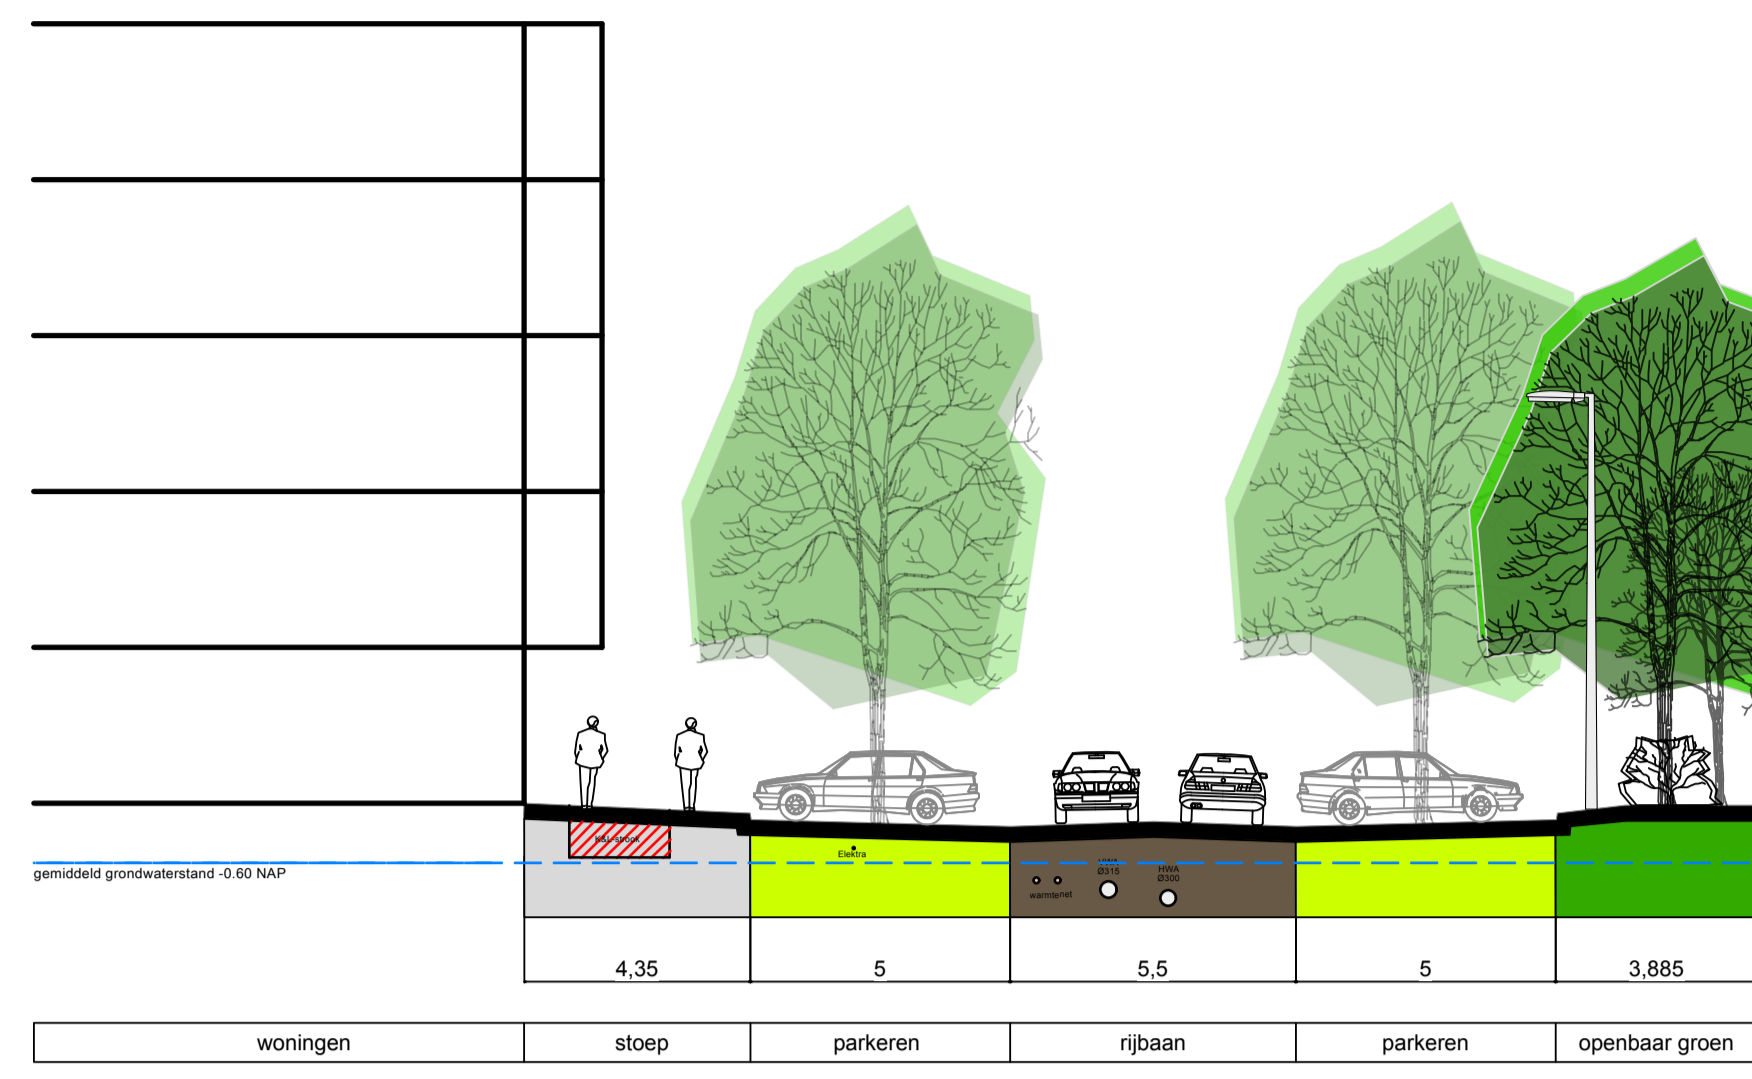 K&L-strook
Elektra
gemiddeld grondwaterstand -0.60 NAP
HWA
Ø315
HWA
Ø300
warmtenet
4,35
5
5,5
5
3,885
woningen
stoep
parkeren
rijbaan
parkeren
openbaar groen